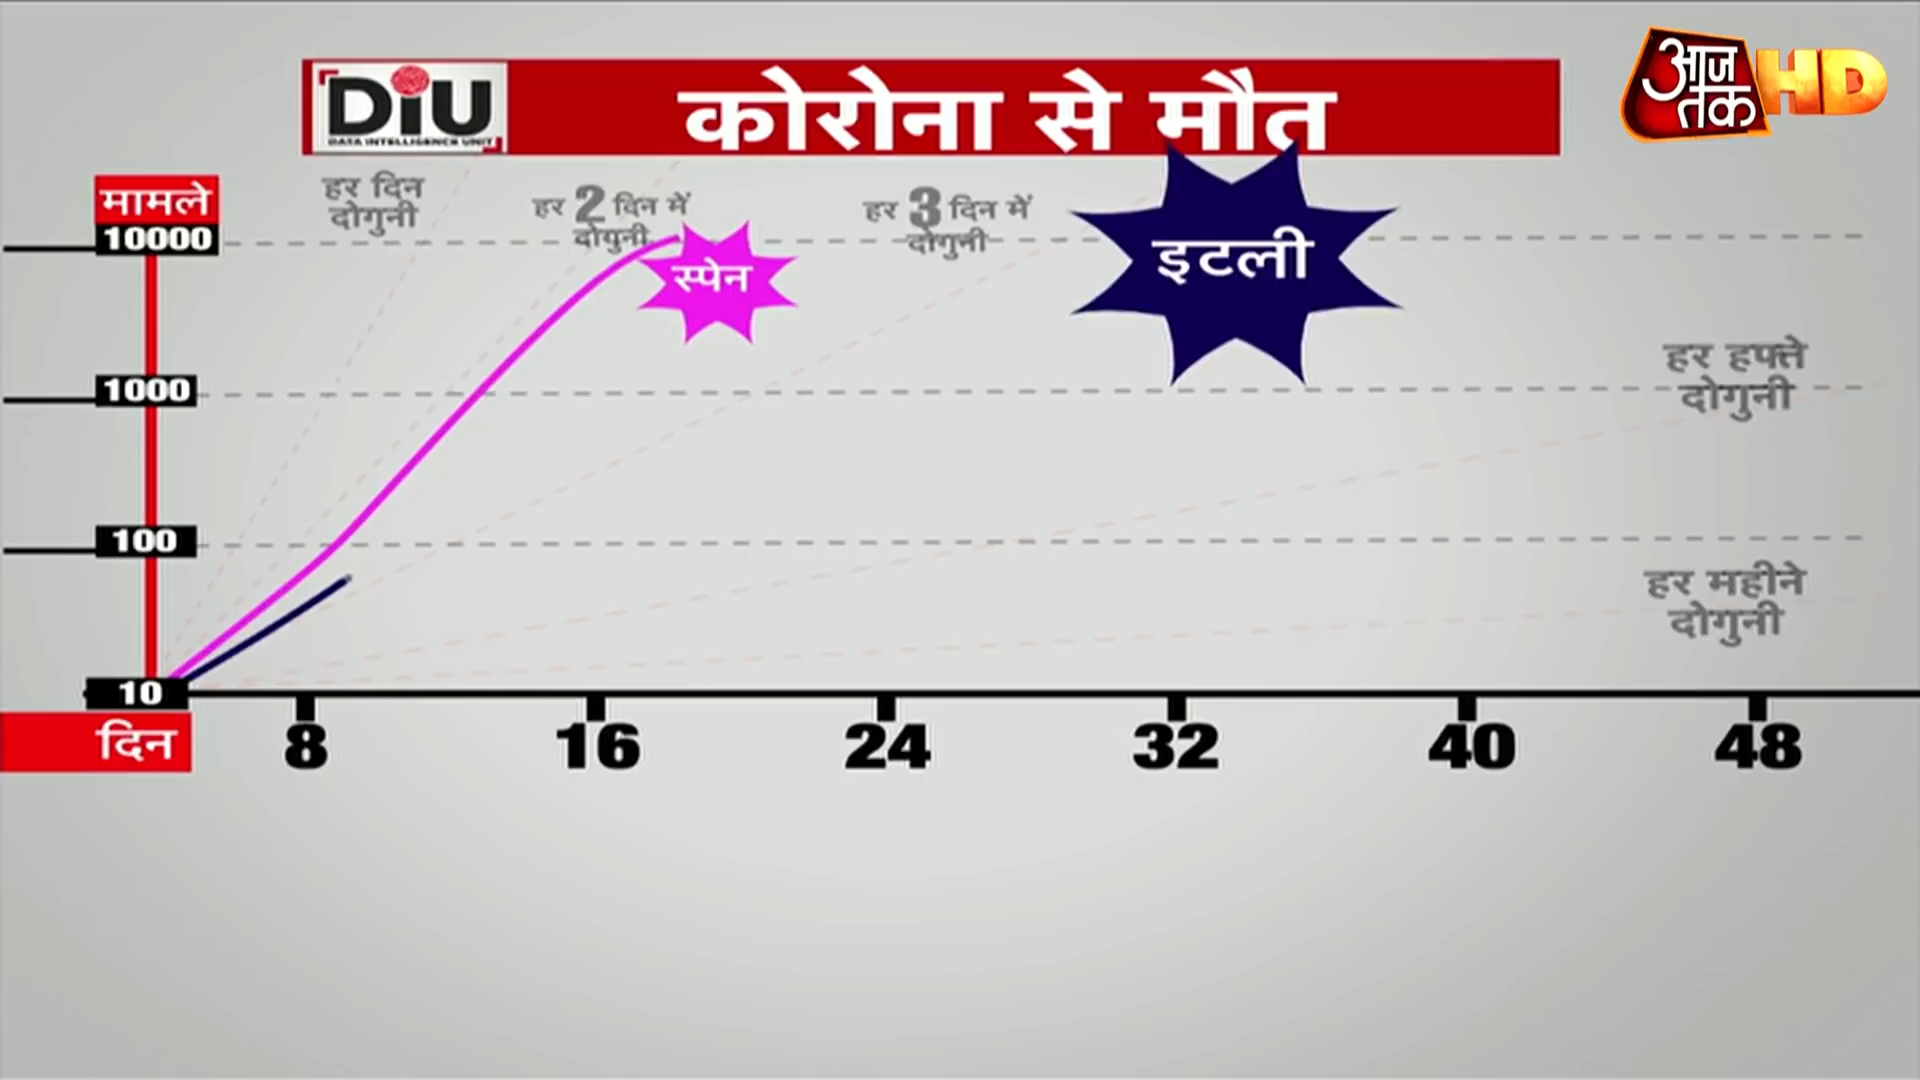 आज
तक HD
DIU
DATA INTELLIGENCE UNIT
कोरोना से मौत
हर दिन
दोगुनी
हर 2 दिन में
दोगुनी
हर 3 दिन में
दोगुनी
मामले
10000
स्पेन
इटली
हर हफ्ते
दोगुनी
1000
100
हर महीने
दोगुनी
10
दिन
8 16 24 32 40 48